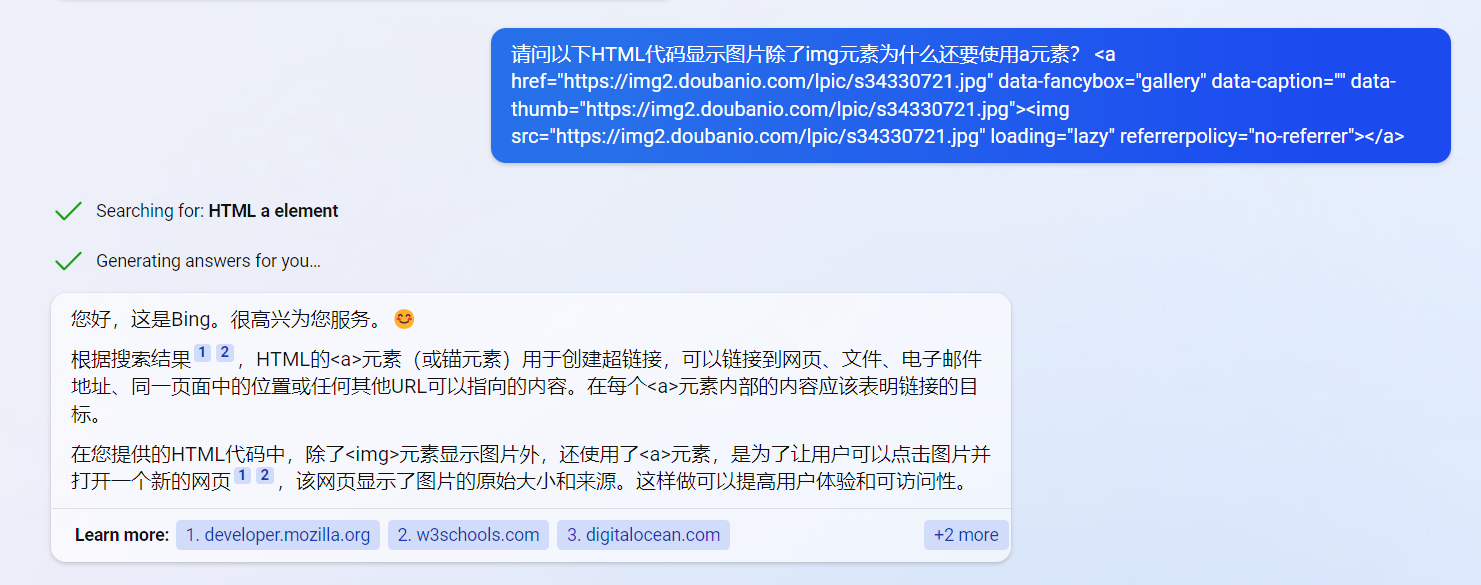 请问以下HTML代码显示图片除了img元素为什么还要使用a元素？ <a
href="https://img2.doubanio.com/lpic/s34330721.jpg" data-fancybox="gallery" data-caption="" data-
thumb="https://img2.doubanio.com/lpic/s34330721.jpg"><img
src="https://img2.doubanio.com/lpic/s34330721.jpg" loading="lazy" referrerpolicy="no-referrer"></a>
Searching for: HTML a element
Generating answers for you...
您好，这是Bing。很高兴为您服务。😊
根据搜索结果 1 2 ，HTML的<a>元素（或锚元素）用于创建超链接，可以链接到网页、文件、电子邮件
地址、同一页面中的位置或任何其他URL可以指向的内容。在每个<a>元素内部的内容应该表明链接的目
标。
在您提供的HTML代码中，除了<img>元素显示图片外，还使用了<a>元素，是为了让用户可以点击图片并
打开一个新的网页 1 2 ，该网页显示了图片的原始大小和来源。这样做可以提高用户体验和可访问性。
Learn more: 1. developer.mozilla.org 2. w3schools.com 3. digitalocean.com +2 more